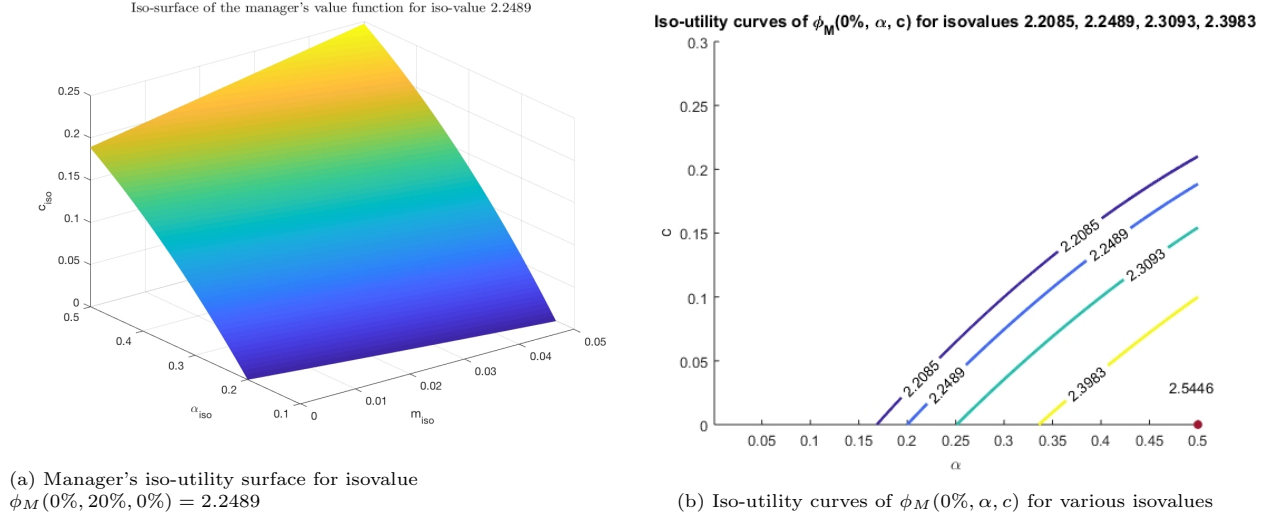 Iso-surface of the manager's value function for iso-value 2.2489
0.25
0.2
0.15
0.1
0.05
0
c_iso
0.5
0.4
0.3
0.2
0.1
α_iso
0
0.01
0.02
0.03
0.04
0.05
m_iso
(a) Manager's iso-utility surface for isovalue
ϕ_M(0%, 20%, 0%) = 2.2489
Iso-utility curves of ϕ_M(0%, α, c) for isovalues 2.2085, 2.2489, 2.3093, 2.3983
0.3
0.25
0.2
0.15
0.1
0.05
0
c
2.2085
2.2489
2.3093
2.2085
2.2489
2.3983
2.5446
0.05 0.1 0.15 0.2 0.25 0.3 0.35 0.4 0.45 0.5
α
(b) Iso-utility curves of ϕ_M(0%, α, c) for various isovalues